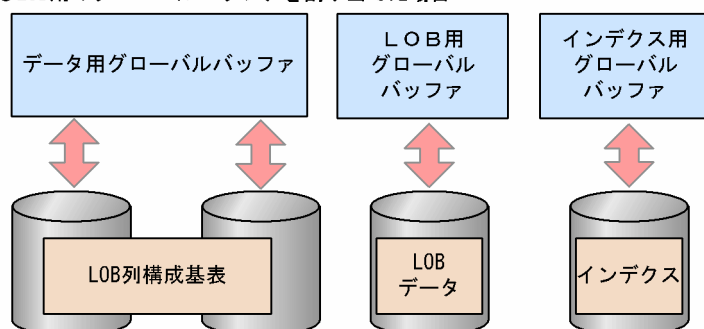 データ用グローバルバッファ
LOB用
グローバル
バッファ
インデクス用
グローバル
バッファ
LOB列構成基表
LOB
データ
インデクス